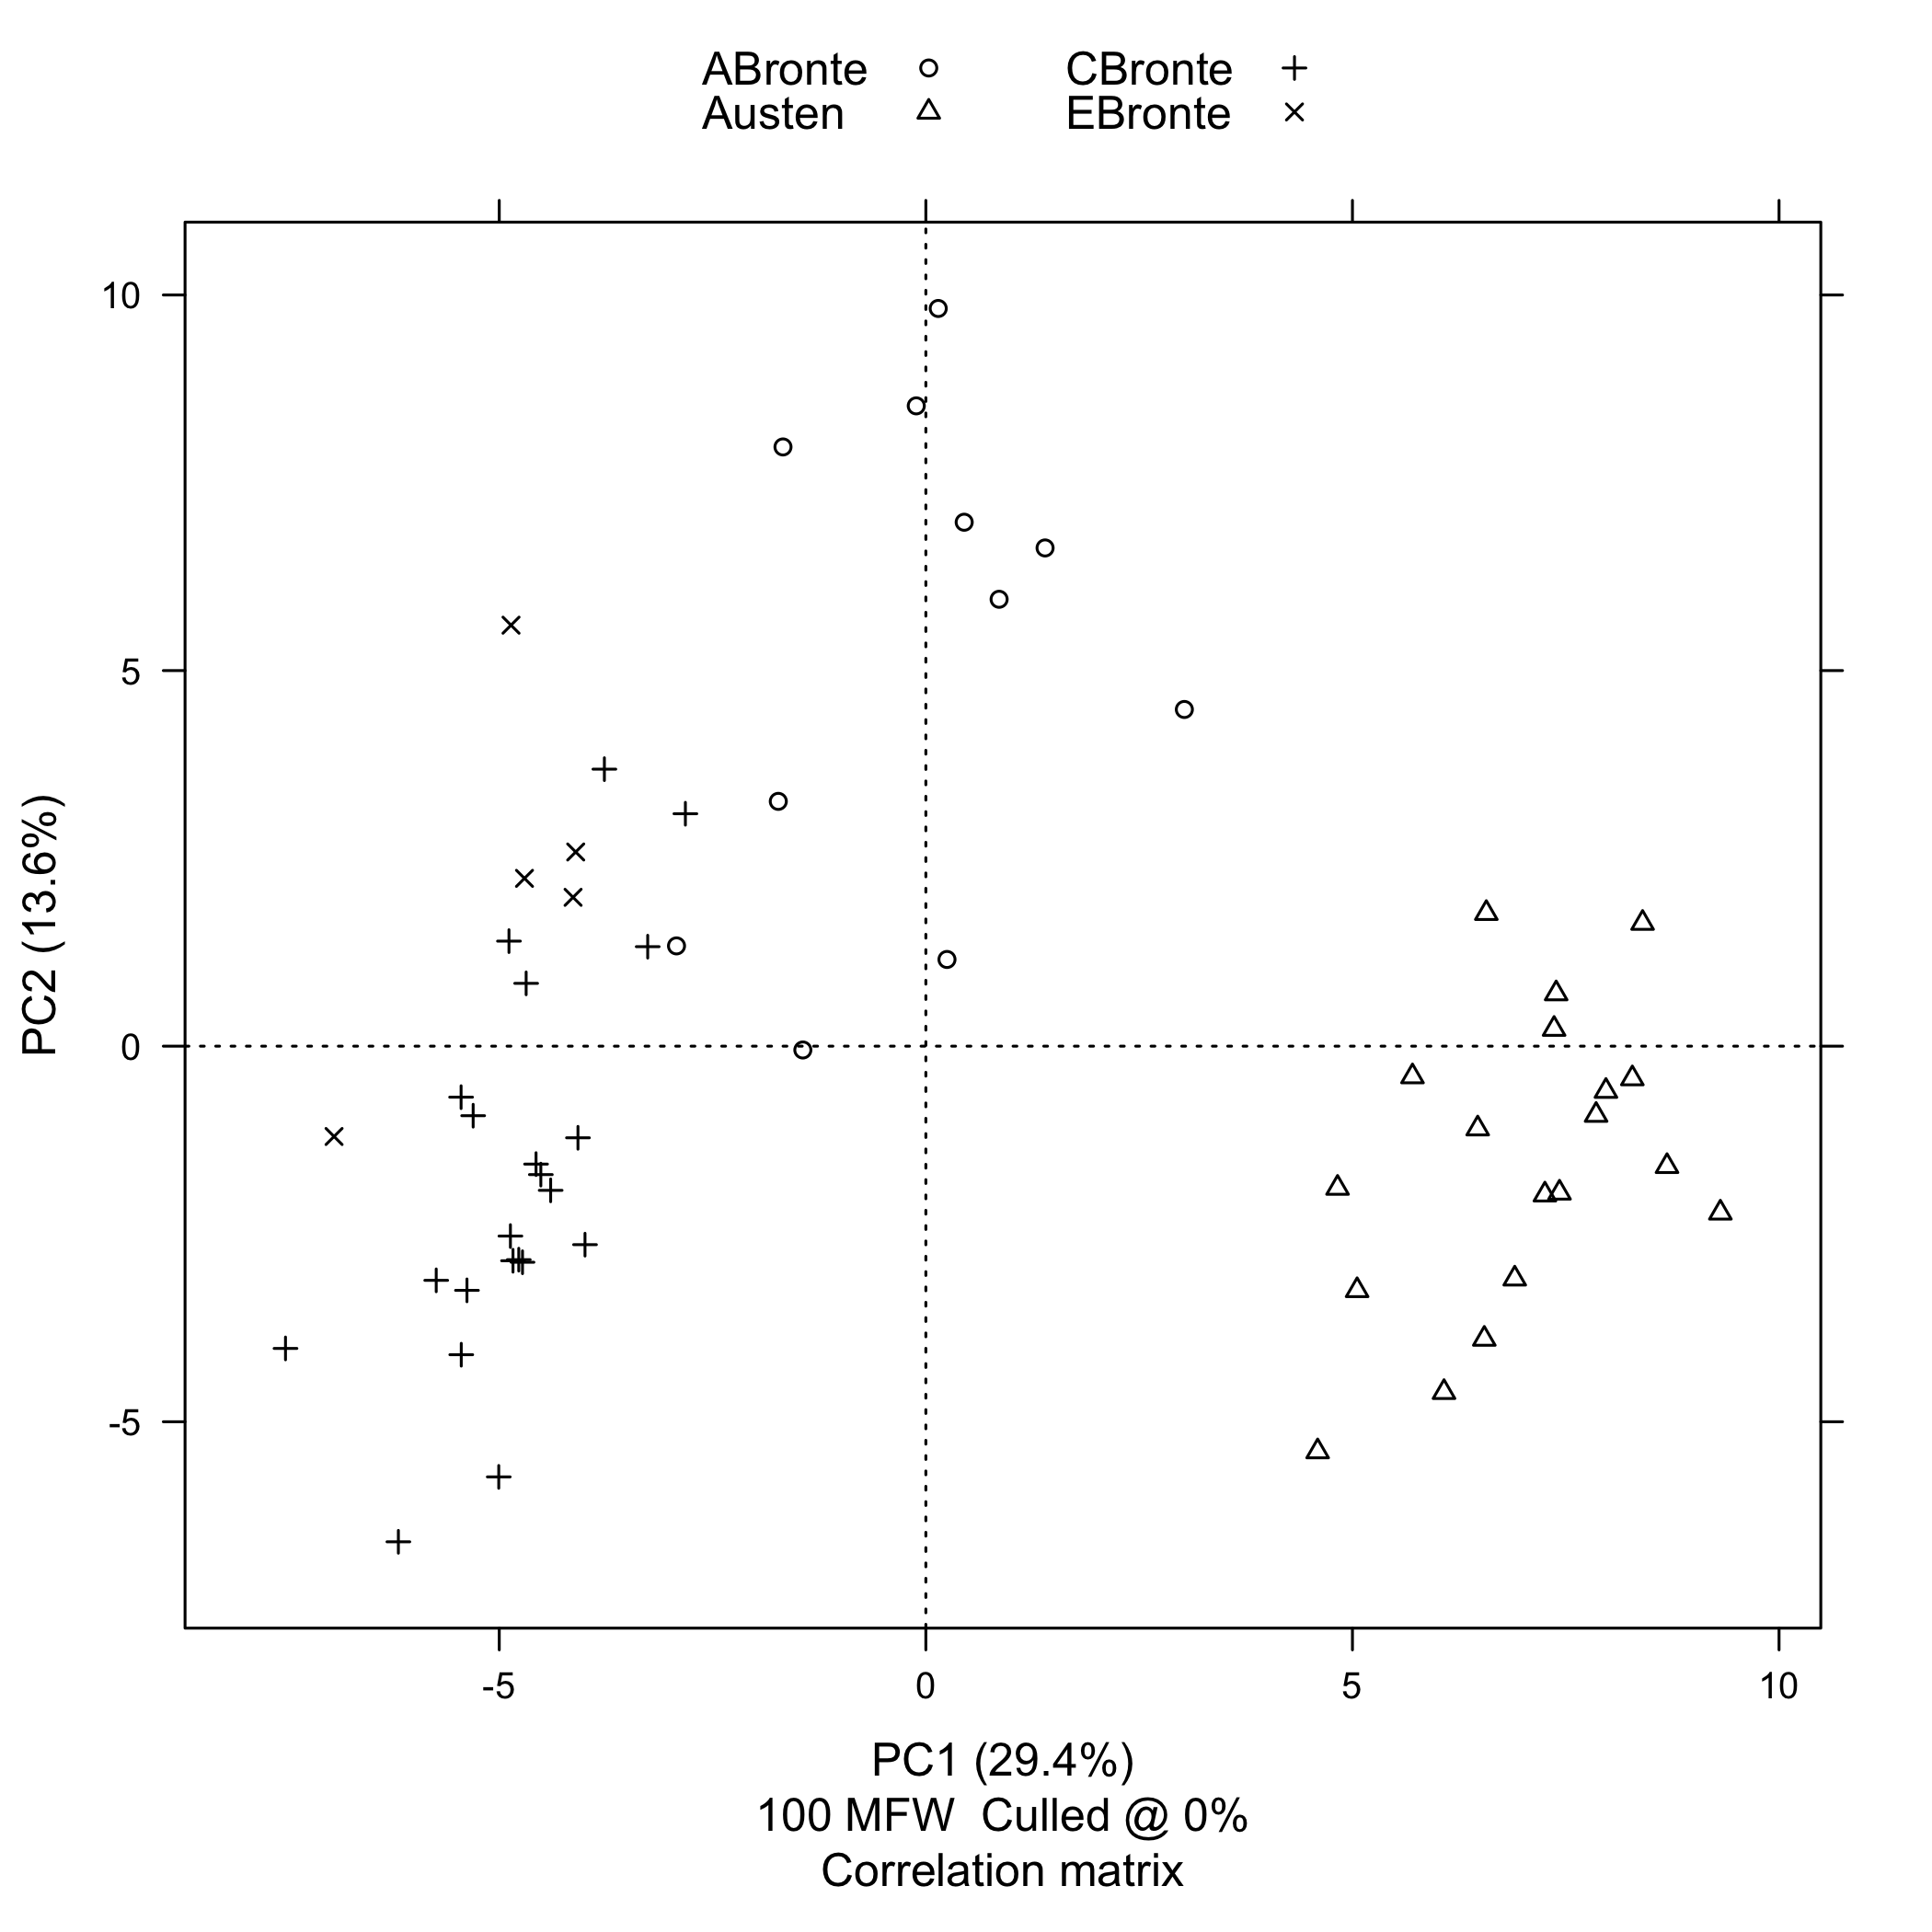 ABronte CBronte
Austen EBronte
10
5
0
-5
PC2 (13.6%)
-5 0 5 10
PC1 (29.4%)
100 MFW  Culled @ 0%
Correlation matrix